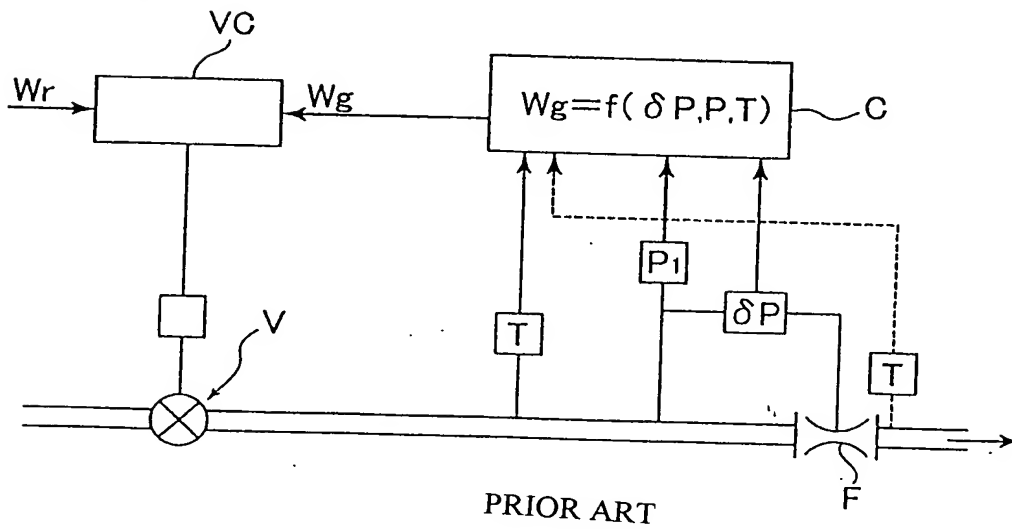 VC
Wr
Wg
Wg=f(δP,P,T)
C
P1
δP
T
V
T
F
PRIOR ART